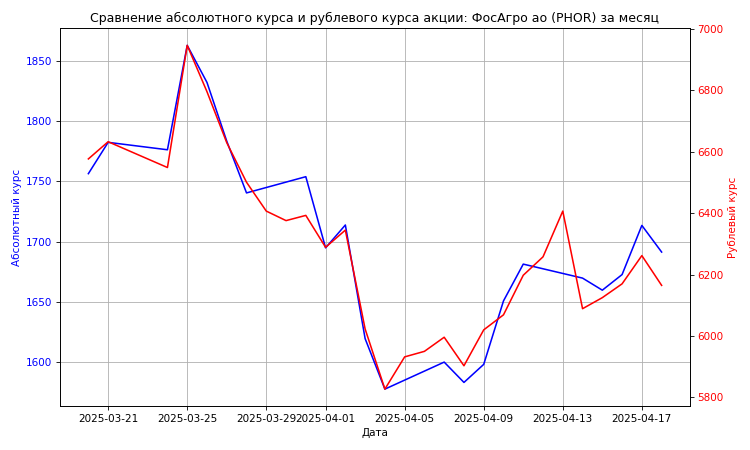 Сравнение абсолютного курса и рублевого курса акции: ФосАгро ао (PHOR) за месяц
Абсолютный курс
1850
1800
1750
1700
1650
1600
7000
6800
6600
6400
6200
6000
5800
Рублевый курс
2025-03-21 2025-03-25 2025-03-29 2025-04-01 2025-04-05 2025-04-09 2025-04-13 2025-04-17
Дата